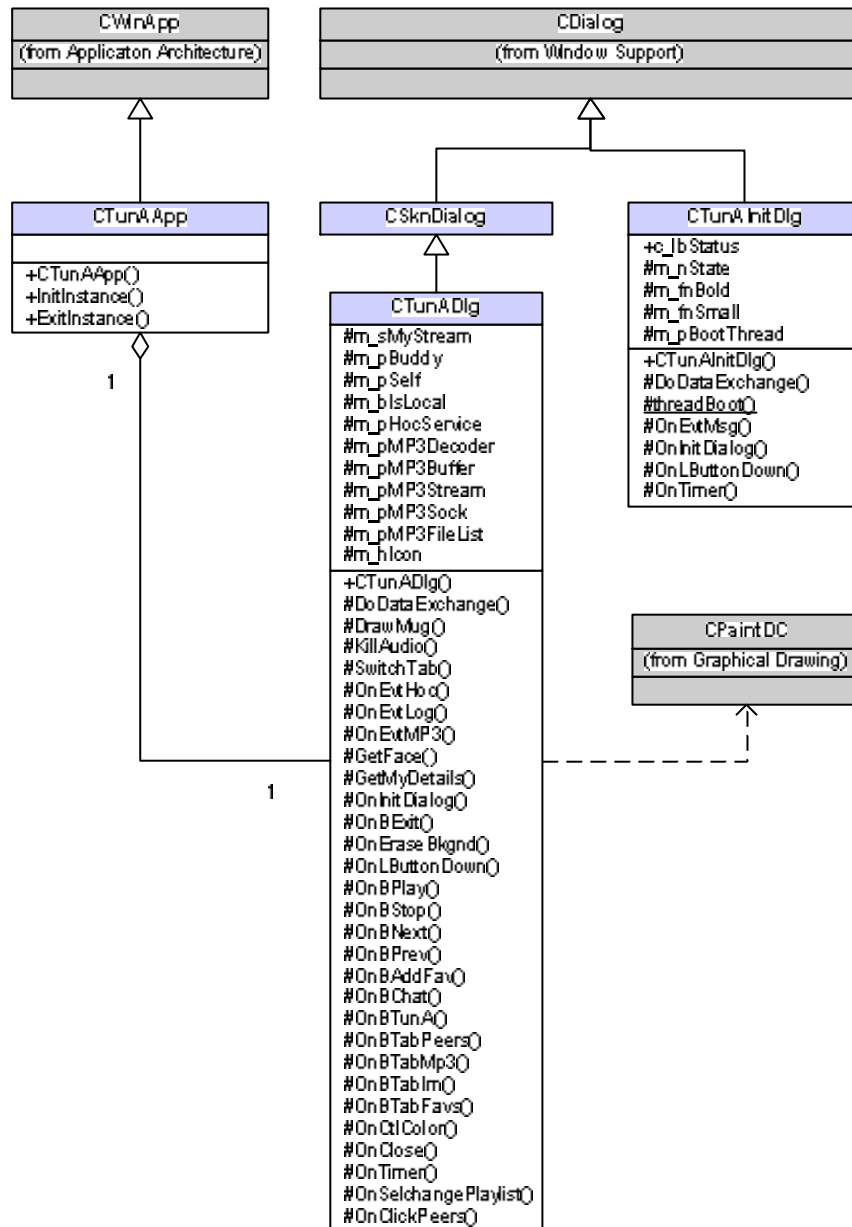 CWinApp
(from Applicaton Architecture)
CDialog
(from Window Support)
CTunAApp
+CTunAApp()
+InitInstance()
+ExitInstance()
1
CSknDialog
CTunAInitDlg
+c_lbStatus
#m_nState
#m_fnBold
#m_fnSmall
#m_pBootThread
+CTunAInitDlg()
#DoDataExchange()
#threadBoot()
#OnEvtMsg()
#OnInitDialog()
#OnLButtonDown()
#OnTimer()
CTunADlg
#m_sMyStream
#m_pBuddy
#m_pSelf
#m_bIsLocal
#m_pHocService
#m_pMP3Decoder
#m_pMP3Buffer
#m_pMP3Stream
#m_pMP3Sock
#m_pMP3FileList
#m_hIcon
+CTunADlg()
#DoDataExchange()
#DrawMug()
#KillAudio()
#SwitchTab()
#OnEvtHoc()
#OnEvtLog()
#OnEvtMP3()
#GetFace()
#GetMyDetails()
#OnInitDialog()
#OnBExit()
#OnEraseBkgnd()
#OnLButtonDown()
#OnBPlay()
#OnBStop()
#OnBNext()
#OnBPrev()
#OnBAddFav()
#OnBChat()
#OnBTunA()
#OnBTabPeers()
#OnBTabMp3()
#OnBTabIm()
#OnBTabFavs()
#OnCtlColor()
#OnClose()
#OnTimer()
#OnSelchangePlaylist()
#OnClickPeers()
1
CPaintDC
(from Graphical Drawing)